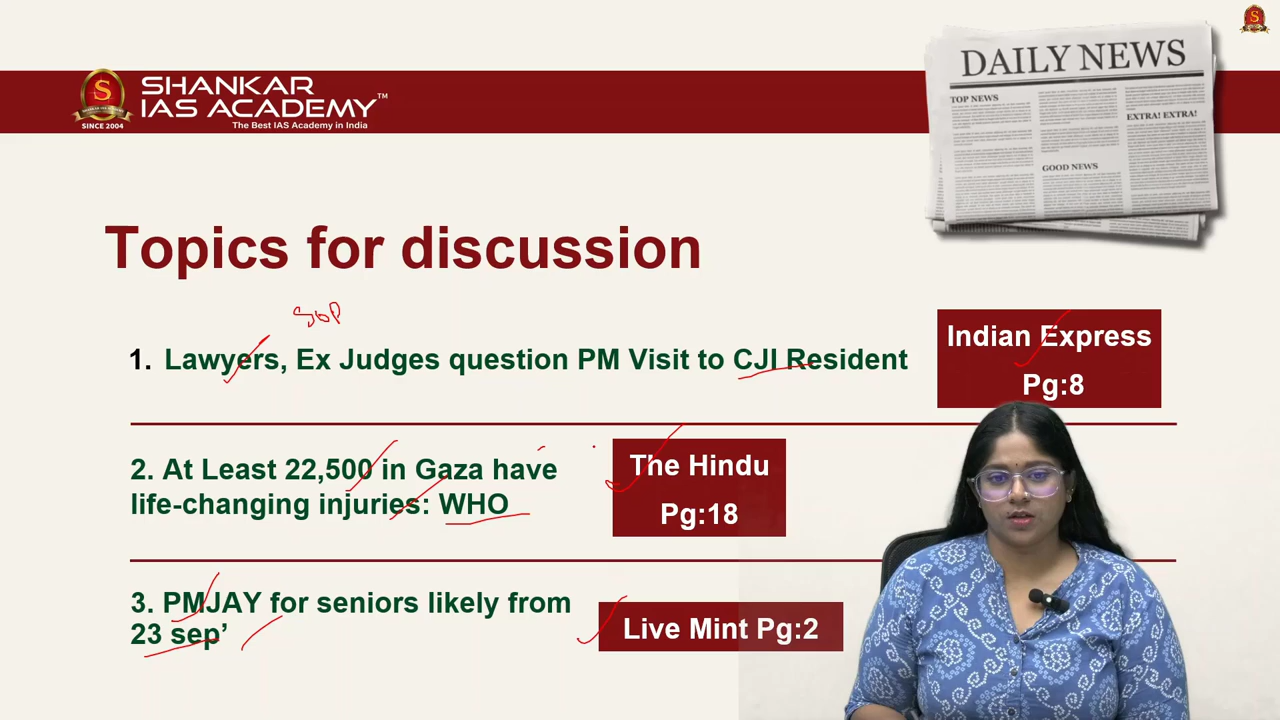 SHANKAR
IAS ACADEMY™
The Best IAS Academy in India
SINCE 2004
DAILY NEWS
TOP NEWS
EXTRA! EXTRA!
GOOD NEWS
Topics for discussion
SOP
1. Lawyers, Ex Judges question PM Visit to CJI Resident
Indian Express
Pg:8
2. At Least 22,500 in Gaza have
life-changing injuries: WHO
The Hindu
Pg:18
3. PMJAY for seniors likely from
23 sep’
Live Mint Pg:2